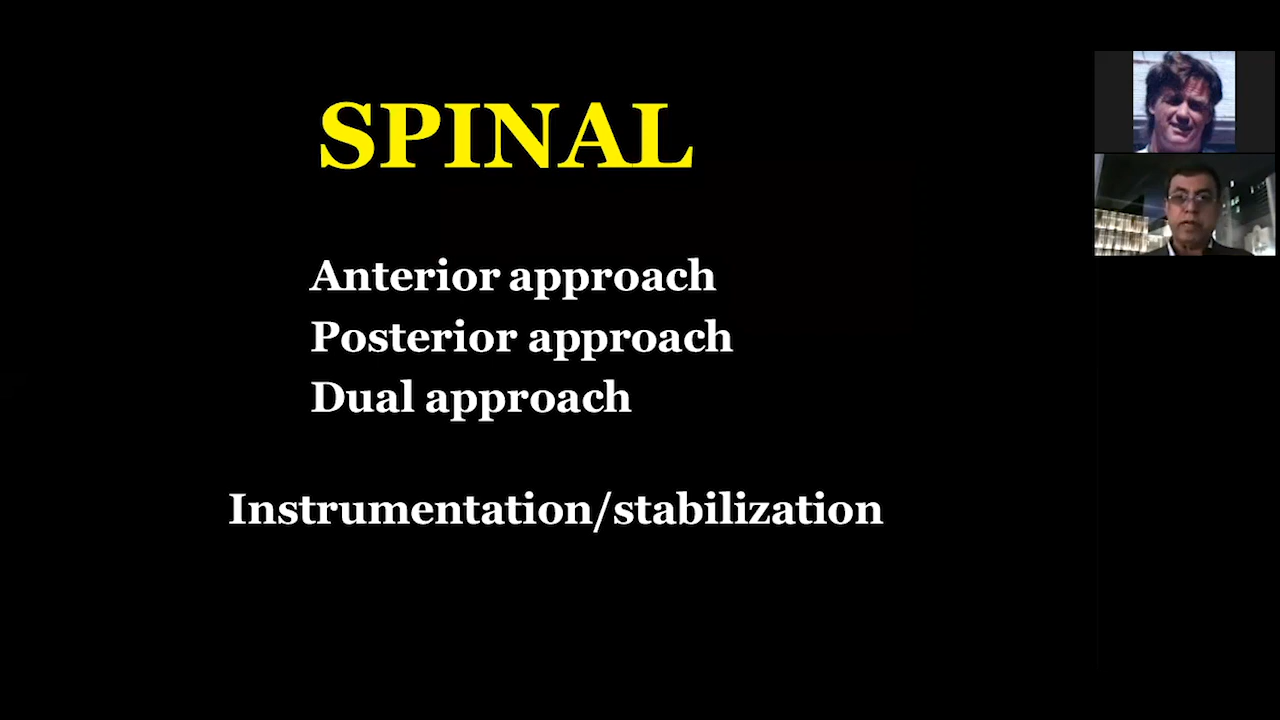 SPINAL
Anterior approach
Posterior approach
Dual approach
Instrumentation/stabilization